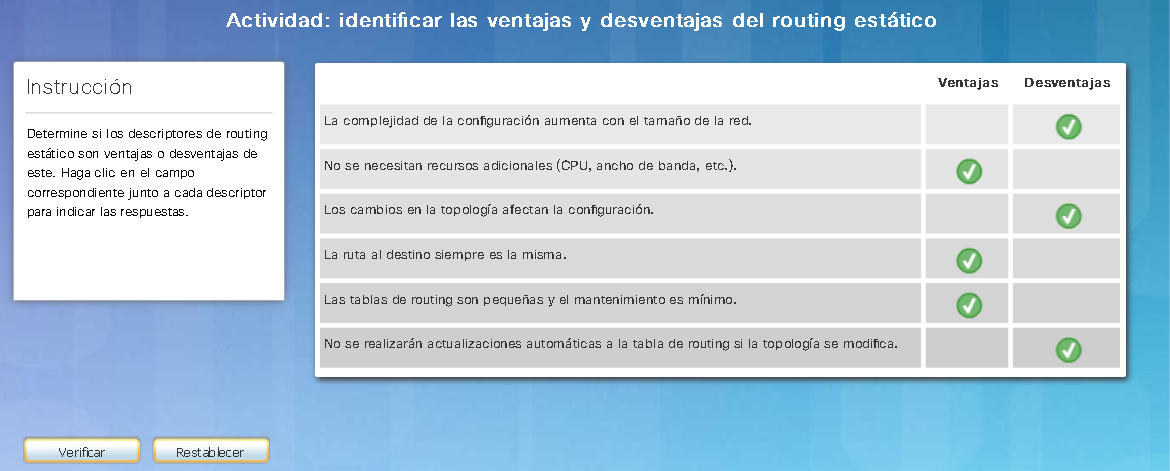 Actividad: identificar las ventajas y desventajas del routing estático
Instrucción
Determine si los descriptores de routing
estático son ventajas o desventajas de
este. Haga clic en el campo
correspondiente junto a cada descriptor
para indicar las respuestas.
Ventajas Desventajas
La complejidad de la configuración aumenta con el tamaño de la red.
No se necesitan recursos adicionales (CPU, ancho de banda, etc.).
Los cambios en la topología afectan la configuración.
La ruta al destino siempre es la misma.
Las tablas de routing son pequeñas y el mantenimiento es mínimo.
No se realizarán actualizaciones automáticas a la tabla de routing si la topología se modifica.
Verificar Restablecer